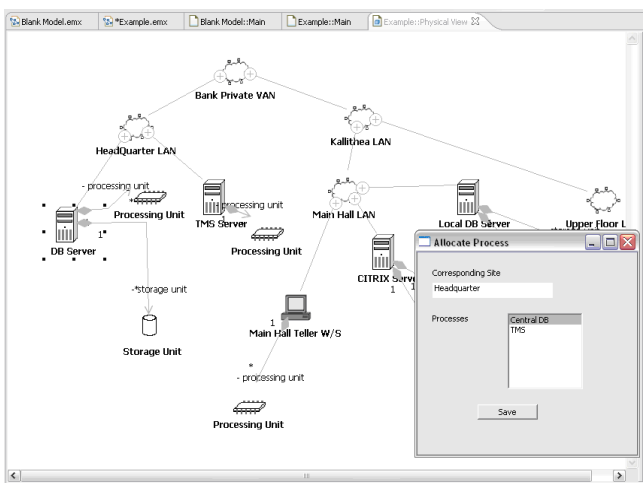 Blank Model.emx
*Example.emx
Blank Model::Main
Example::Main
Example::Physical View
Bank Private VAN
HeadQuarter LAN
Kallithea LAN
- processing unit
*
Processing Unit
TMS Server
- processing unit
Processing Unit
DB Server
1
-*storage unit
Storage Unit
Main Hall LAN
Local DB Server
Upper Floor L
CITRIX Serve
1
1
1
Main Hall Teller W/S
*
- processing unit
Processing Unit
Allocate Process
Corresponding Site
Headquarter
Processes
Central DB
TMS
Save